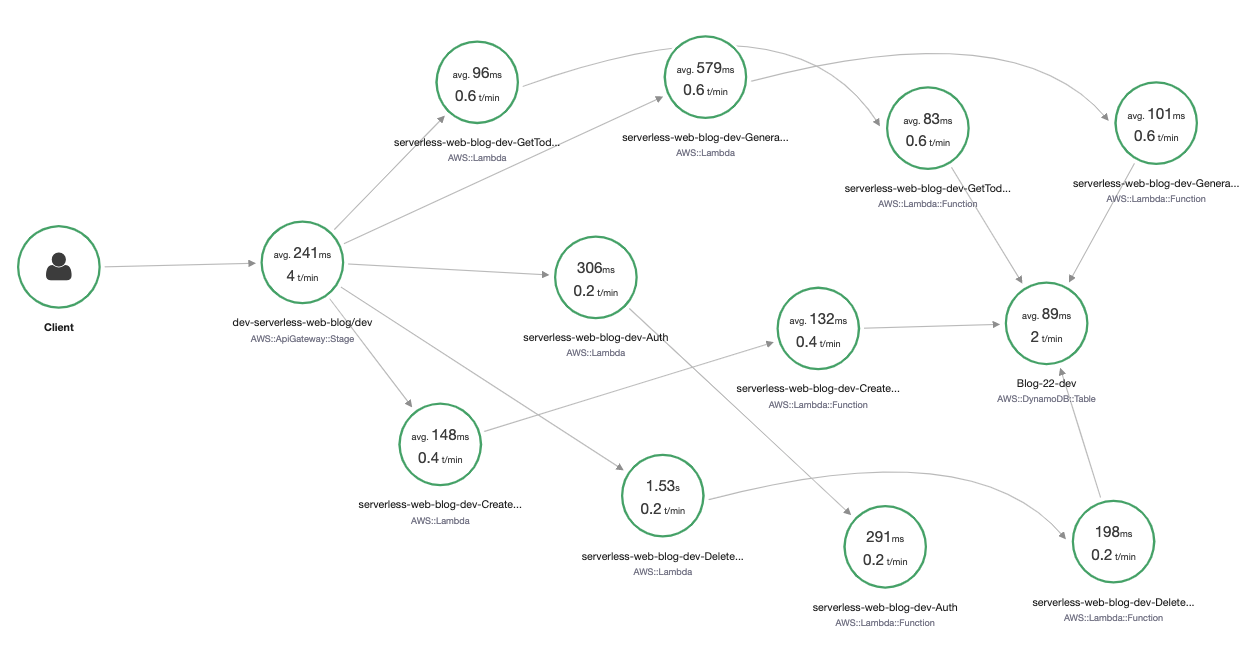 avg. 96ms
0.6 t/min
serverless-web-blog-dev-GetTod...
AWS::Lambda
avg. 579ms
0.6 t/min
serverless-web-blog-dev-Genera...
AWS::Lambda
avg. 83ms
0.6 t/min
serverless-web-blog-dev-GetTod...
AWS::Lambda::Function
avg. 101ms
0.6 t/min
serverless-web-blog-dev-Genera...
AWS::Lambda::Function
Client
avg. 241ms
4 t/min
dev-serverless-web-blog/dev
AWS::ApiGateway::Stage
306ms
0.2 t/min
serverless-web-blog-dev-Auth
AWS::Lambda
avg. 132ms
0.4 t/min
serverless-web-blog-dev-Create...
AWS::Lambda::Function
avg. 89ms
2 t/min
Blog-22-dev
AWS::DynamoDB::Table
avg. 148ms
0.4 t/min
serverless-web-blog-dev-Create...
AWS::Lambda
1.53s
0.2 t/min
serverless-web-blog-dev-Delete...
AWS::Lambda
291ms
0.2 t/min
serverless-web-blog-dev-Auth
AWS::Lambda::Function
198ms
0.2 t/min
serverless-web-blog-dev-Delete...
AWS::Lambda::Function